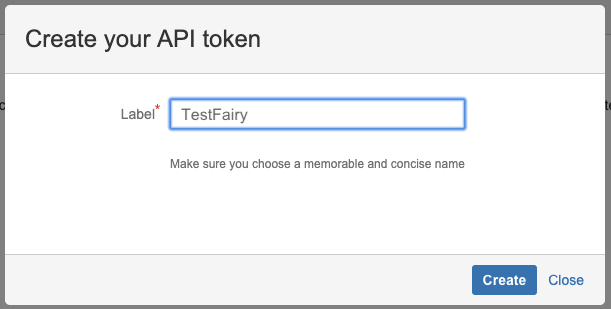 Create your API token
Label*
TestFairy
Make sure you choose a memorable and concise name
Create
Close